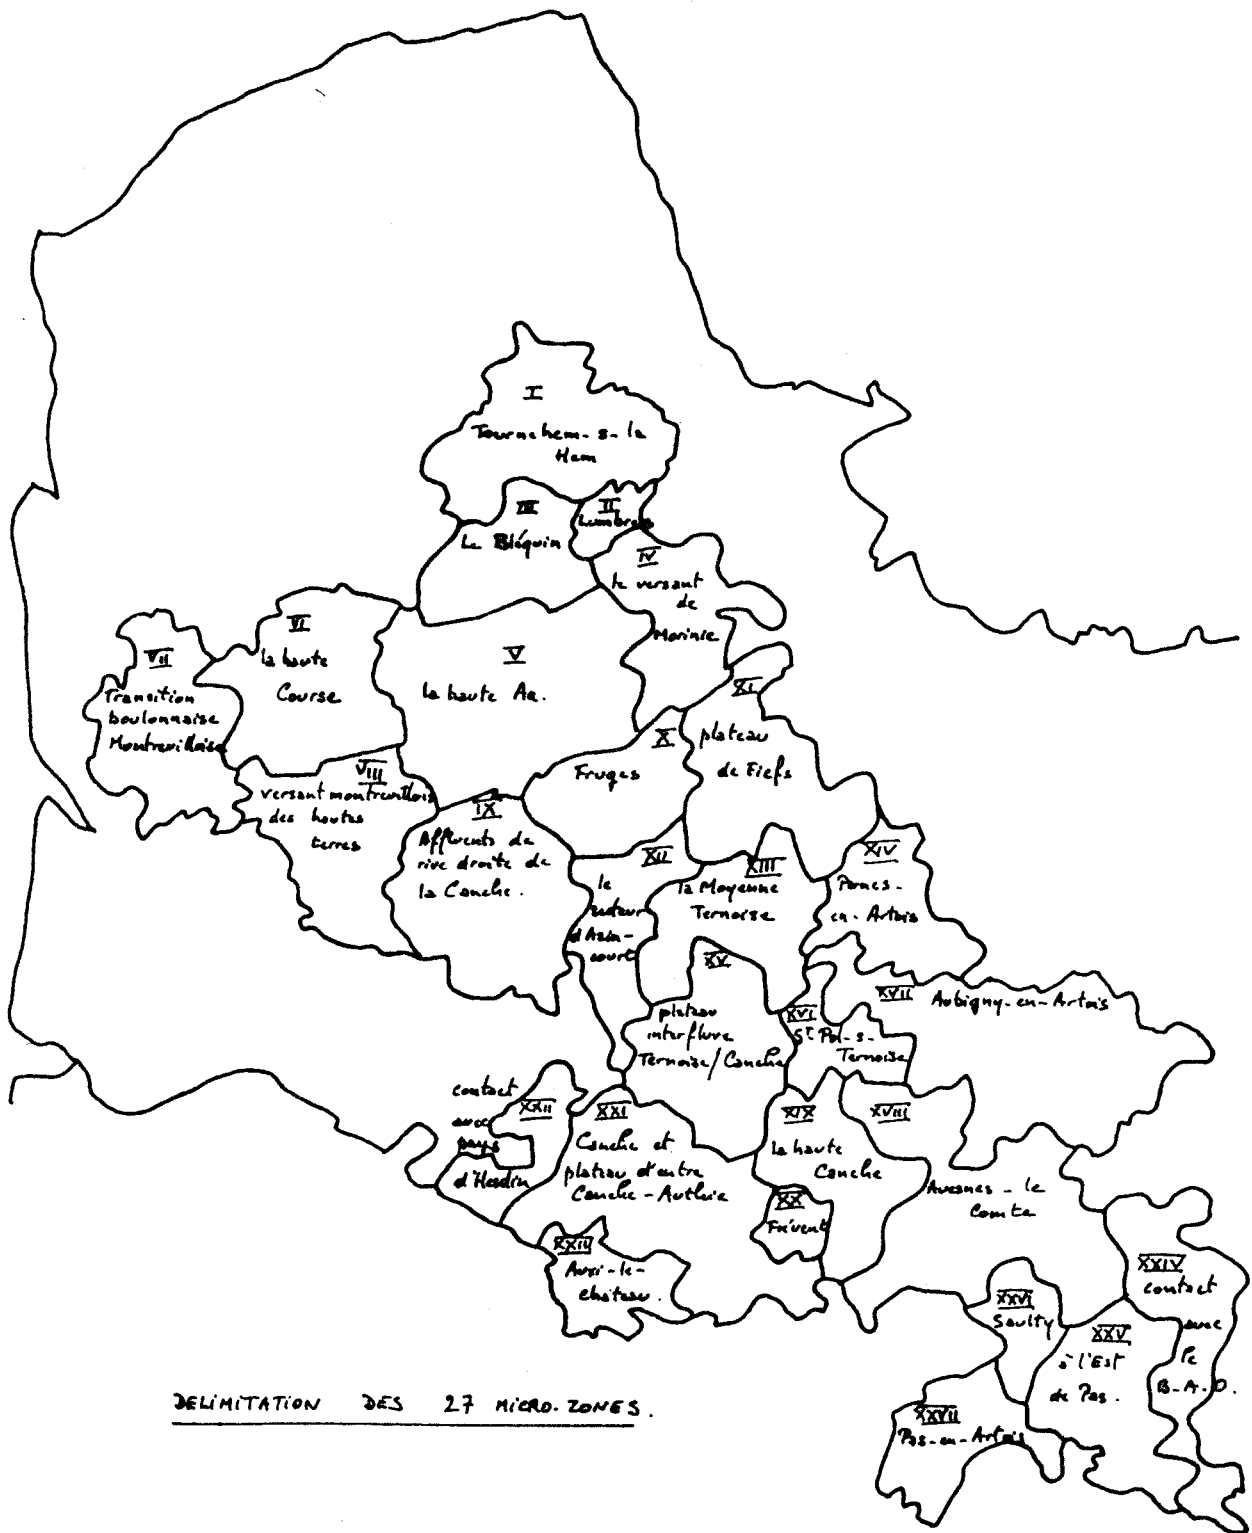 I
Tournehem-s-la
Hem
III
Le Bléquin
II
Lumbres
IV
le versant
de
Morinie
VI
la haute
Course
VII
Transition
boulonnaise
Montreuilloise
V
la haute Aa.
XI
plateau
de Fiefs
X
Fruges
VIII
versant montreuillois
des hautes
terres
IX
Affluents de
rive droite de
la Canche.
XII
le
secteur
d'Azin-
court
XIII
la Moyenne
Ternoise
XIV
Pernes-
en-Artois
XV
plateau
interfluve
Ternoise/Canche
XVI
St Pol-s-
Ternoise
XVII
Aubigny-en-Artois
contact
avec
pays
d'Hesdin
XXII
XXI
Canche et
plateau d'entre
Canche-Authie
XIX
la haute
Canche
XVIII
Avesnes-le
Comte
XX
Frévent
XXIII
Auxi-le-
château.
XXIV
contact
avec
le
B-A-D.
XXVI
Saulty
XXV
à l'Est
de Pas.
XXVII
Pas-en-Artois
DELIMITATION DES 27 MICRO-ZONES.